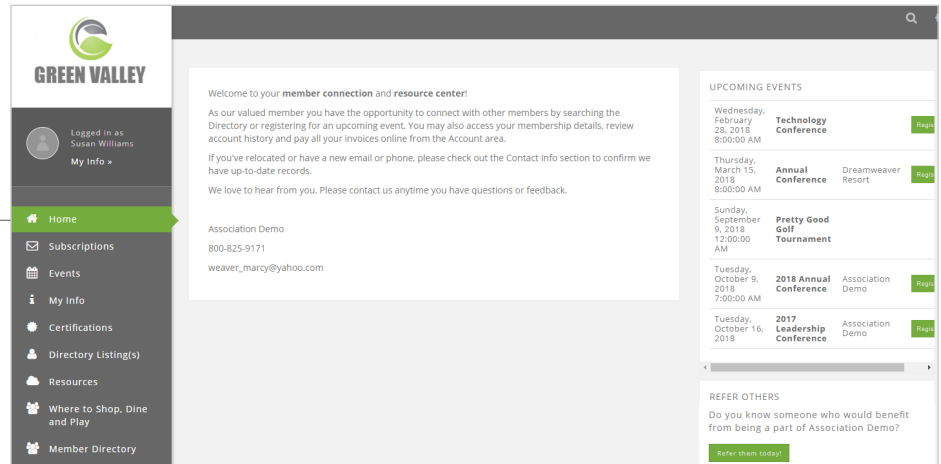 GREEN VALLEY
Logged in as
Susan Williams
My Info »
Home
Subscriptions
Events
My Info
Certifications
Directory Listing(s)
Resources
Where to Shop, Dine
and Play
Member Directory
Welcome to your member connection and resource center!
As our valued member you have the opportunity to connect with other members by searching the
Directory or registering for an upcoming event. You may also access your membership details, review
account history and pay all your invoices online from the Account area.
If you've relocated or have a new email or phone, please check out the Contact Info section to confirm we
have up-to-date records.
We love to hear from you. Please contact us anytime you have questions or feedback.
Association Demo
800-825-9171
weaver_marcy@yahoo.com
UPCOMING EVENTS
Wednesday,
February
28, 2018
8:00:00 AM
Technology
Conference
Regis
Thursday,
March 15,
2018
8:00:00 AM
Annual
Conference
Dreamweaver
Resort
Regis
Sunday,
September
9, 2018
12:00:00
AM
Pretty Good
Golf
Tournament
Tuesday,
October 9,
2018
7:00:00 AM
2018 Annual
Conference
Association
Demo
Regis
Tuesday,
October 16,
2018
2017
Leadership
Conference
Association
Demo
Regis
REFER OTHERS
Do you know someone who would benefit
from being a part of Association Demo?
Refer them today!